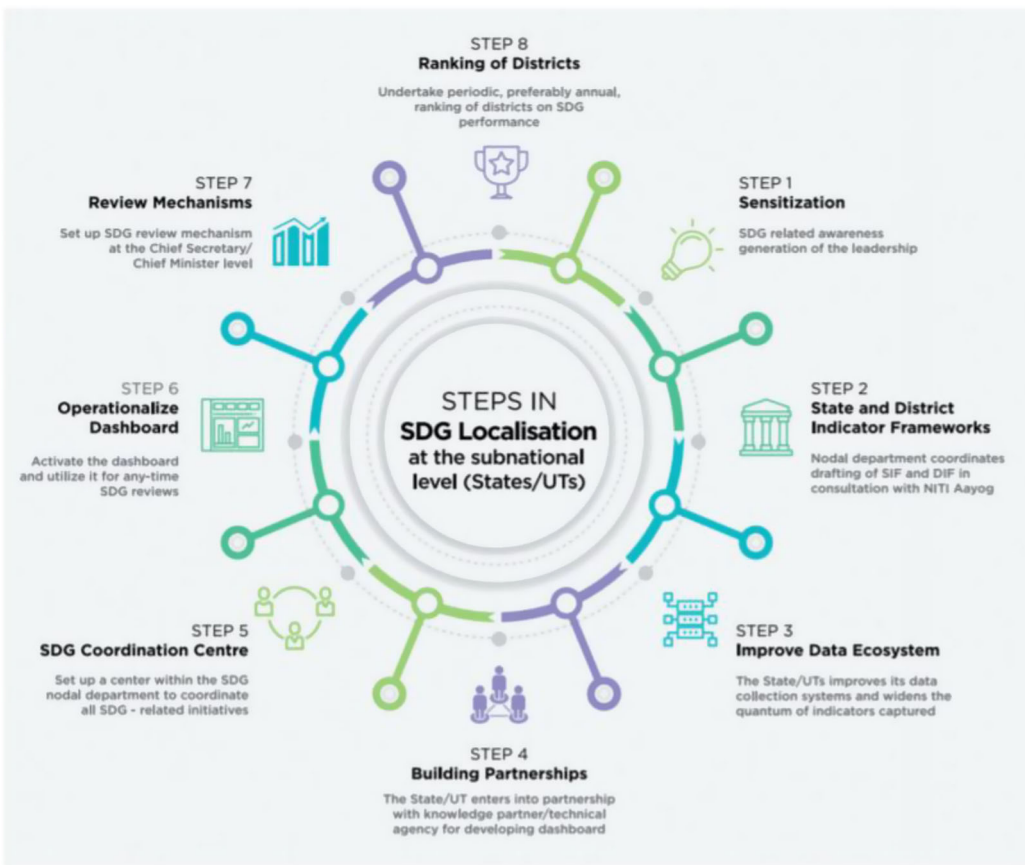 STEP 8
Ranking of Districts
Undertake periodic, preferably annual,
ranking of districts on SDG
performance
STEP 7
Review Mechanisms
Set up SDG review mechanism
at the Chief Secretary/
Chief Minister level
STEP 1
Sensitization
SDG related awareness
generation of the leadership
STEP 6
Operationalize
Dashboard
Activate the dashboard
and utilize it for any-time
SDG reviews
STEPS IN
SDG Localisation
at the subnational
level (States/UTs)
STEP 2
State and District
Indicator Frameworks
Nodal department coordinates
drafting of SIF and DIF in
consultation with NITI Aayog
STEP 5
SDG Coordination Centre
Set up a center within the SDG
nodal department to coordinate
all SDG - related initiatives
STEP 3
Improve Data Ecosystem
The State/UTs improves its data
collection systems and widens the
quantum of indicators captured
STEP 4
Building Partnerships
The State/UT enters into partnership
with knowledge partner/technical
agency for developing dashboard